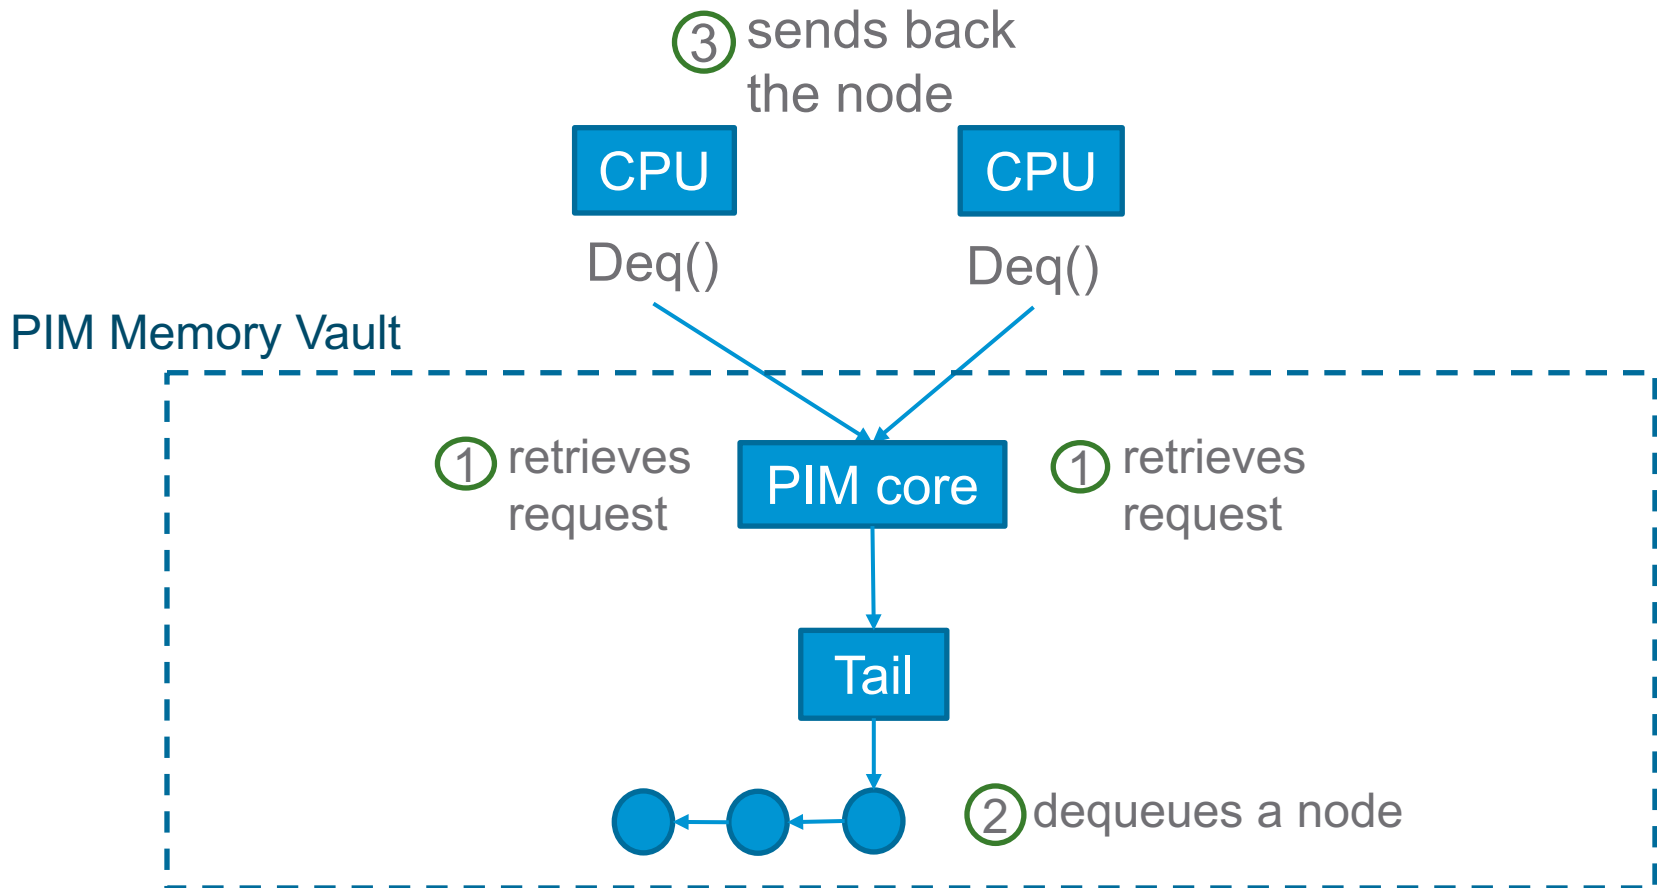 3 sends back
the node
CPU
CPU
Deq()
Deq()
PIM Memory Vault
1 retrieves
request
PIM core
1 retrieves
request
Tail
2 dequeues a node